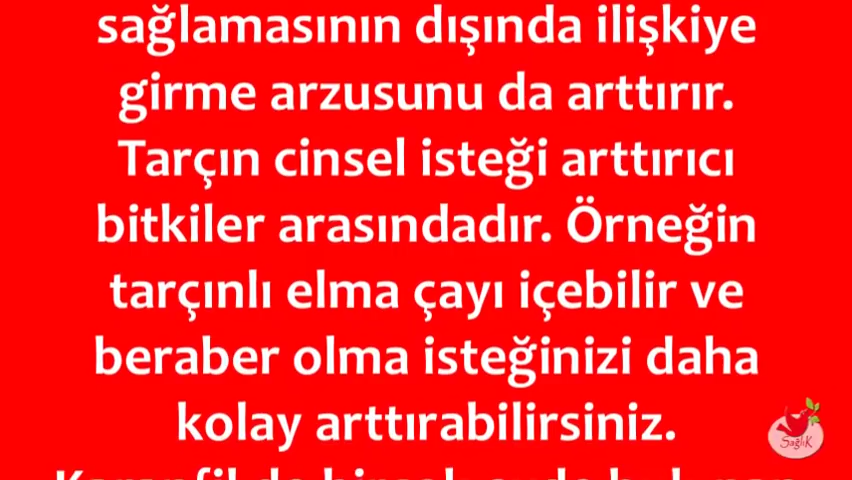 sağlamasının dışında ilişkiye
girme arzusunu da arttırır.
Tarçın cinsel isteği arttırıcı
bitkiler arasındadır. Örneğin
tarçınlı elma çayı içebilir ve
beraber olma isteğinizi daha
kolay arttırabilirsiniz.
Sağlık